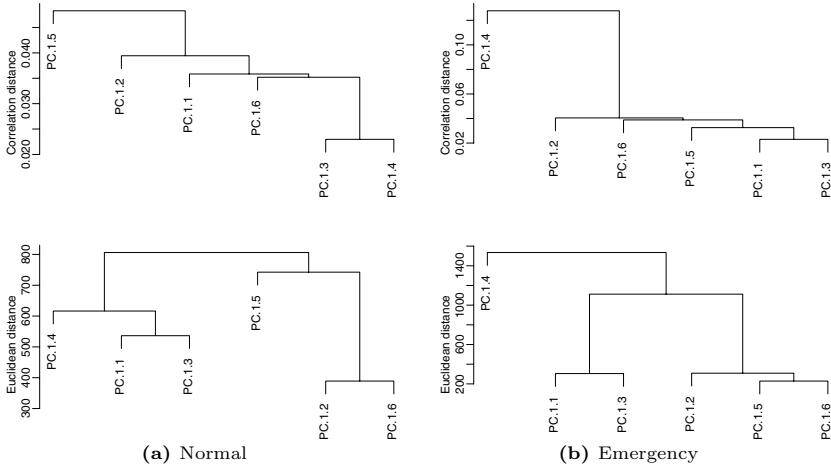 Correlation distance
0.020 0.030 0.040
PC.1.5
PC.1.2
PC.1.1
PC.1.6
PC.1.3
PC.1.4
Correlation distance
0.02 0.06 0.10
PC.1.4
PC.1.2
PC.1.6
PC.1.5
PC.1.1
PC.1.3
Euclidean distance
300 400 500 600 700 800
PC.1.4
PC.1.1
PC.1.3
PC.1.5
PC.1.2
PC.1.6
Euclidean distance
200 600 1000 1400
PC.1.4
PC.1.1
PC.1.3
PC.1.2
PC.1.5
PC.1.6
(a) Normal
(b) Emergency